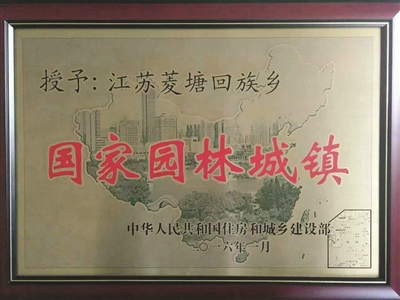 授予:江苏菱塘回族乡
国家园林城镇
中华人民共和国住房和城乡建设部
二〇一六年一月